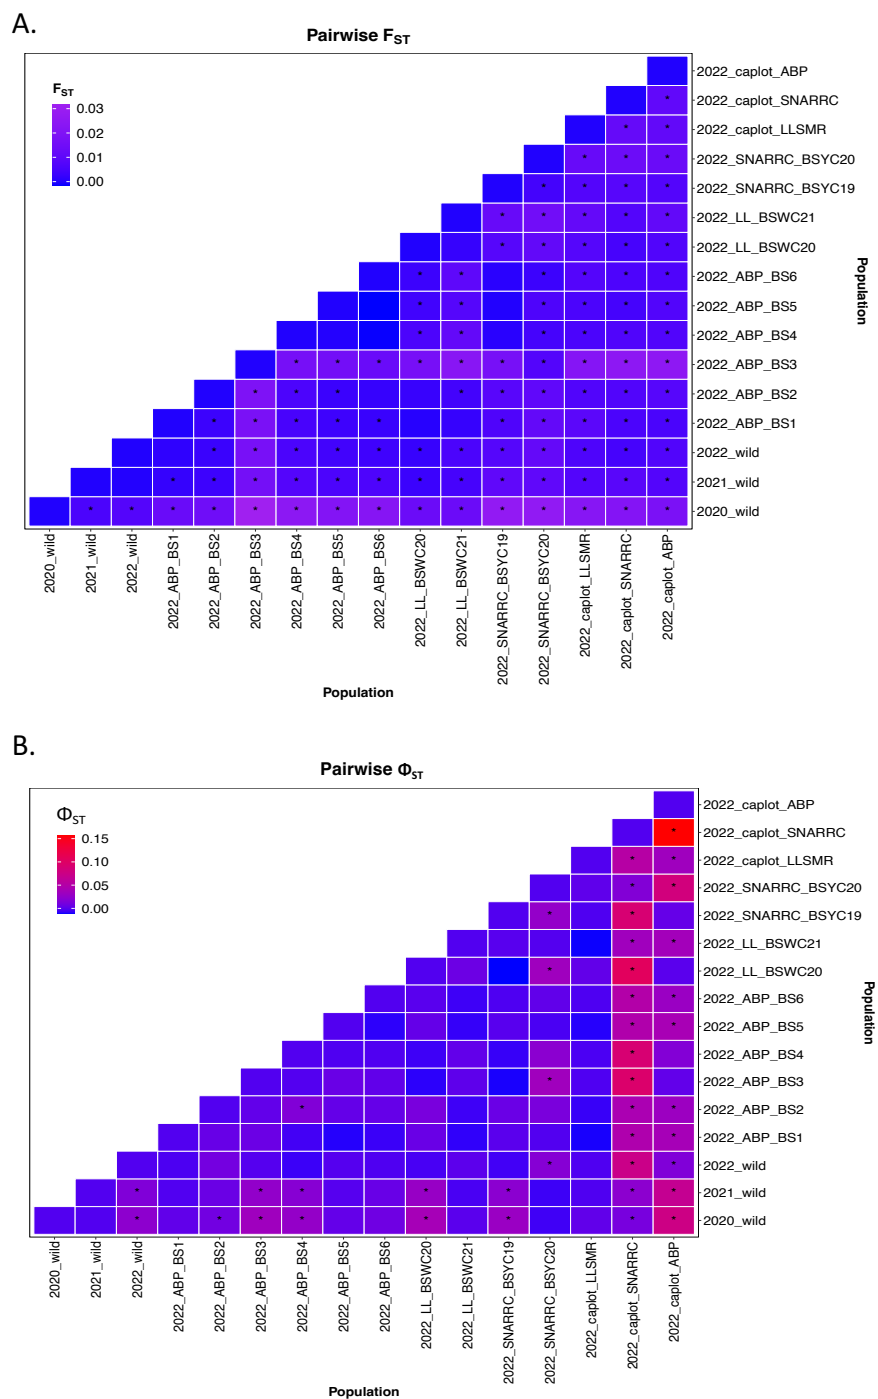 A.
Pairwise FST
FST
0.03
0.02
0.01
0.00
2022_caplot_ABP
2022_caplot_SNARRC
2022_caplot_LLSMR
2022_SNARRC_BSYC20
2022_SNARRC_BSYC19
2022_LL_BSWC21
2022_LL_BSWC20
2022_ABP_BS6
2022_ABP_BS5
2022_ABP_BS4
2022_ABP_BS3
2022_ABP_BS2
2022_ABP_BS1
2022_wild
2021_wild
2020_wild
Population
2020_wild
2021_wild
2022_wild
2022_ABP_BS1
2022_ABP_BS2
2022_ABP_BS3
2022_ABP_BS4
2022_ABP_BS5
2022_ABP_BS6
2022_LL_BSWC20
2022_LL_BSWC21
2022_SNARRC_BSYC19
2022_SNARRC_BSYC20
2022_caplot_LLSMR
2022_caplot_SNARRC
2022_caplot_ABP
Population
B.
Pairwise ΦST
ΦST
0.15
0.10
0.05
0.00
2022_caplot_ABP
2022_caplot_SNARRC
2022_caplot_LLSMR
2022_SNARRC_BSYC20
2022_SNARRC_BSYC19
2022_LL_BSWC21
2022_LL_BSWC20
2022_ABP_BS6
2022_ABP_BS5
2022_ABP_BS4
2022_ABP_BS3
2022_ABP_BS2
2022_ABP_BS1
2022_wild
2021_wild
2020_wild
Population
2020_wild
2021_wild
2022_wild
2022_ABP_BS1
2022_ABP_BS2
2022_ABP_BS3
2022_ABP_BS4
2022_ABP_BS5
2022_ABP_BS6
2022_LL_BSWC20
2022_LL_BSWC21
2022_SNARRC_BSYC19
2022_SNARRC_BSYC20
2022_caplot_LLSMR
2022_caplot_SNARRC
2022_caplot_ABP
Population